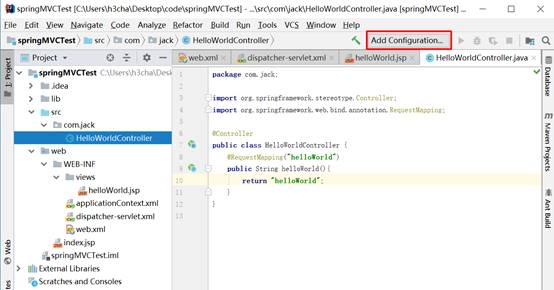 springMVCTest [C:\Users\h3cha\Desktop\code\springMVCTest] - ...\src\com\jack\HelloWorldController.java [springMVCTest] - I...
File Edit View Navigate Code Analyze Refactor Build Run Tools VCS Window Help
springMVCTest src com jack HelloWorldController Add Configuration...
Project
web.xml dispatcher-servlet.xml helloWorld.jsp HelloWorldController.java
1: Project
springMVCTest C:\Users\h3cha\
.idea
lib
src
com.jack
HelloWorldController
web
WEB-INF
views
helloWorld.jsp
applicationContext.xml
dispatcher-servlet.xml
web.xml
index.jsp
springMVCTest.iml
External Libraries
Scratches and Consoles
Web
1 package com.jack;
2
3 import org.springframework.stereotype.Controller;
4 import org.springframework.web.bind.annotation.RequestMapping;
5
6 @Controller
7 public class HelloWorldController {
8 @RequestMapping("helloWorld")
9 public String helloWorld(){
10 return "helloWorld";
11 }
12 }
13
Database
Maven Projects
Ant Build